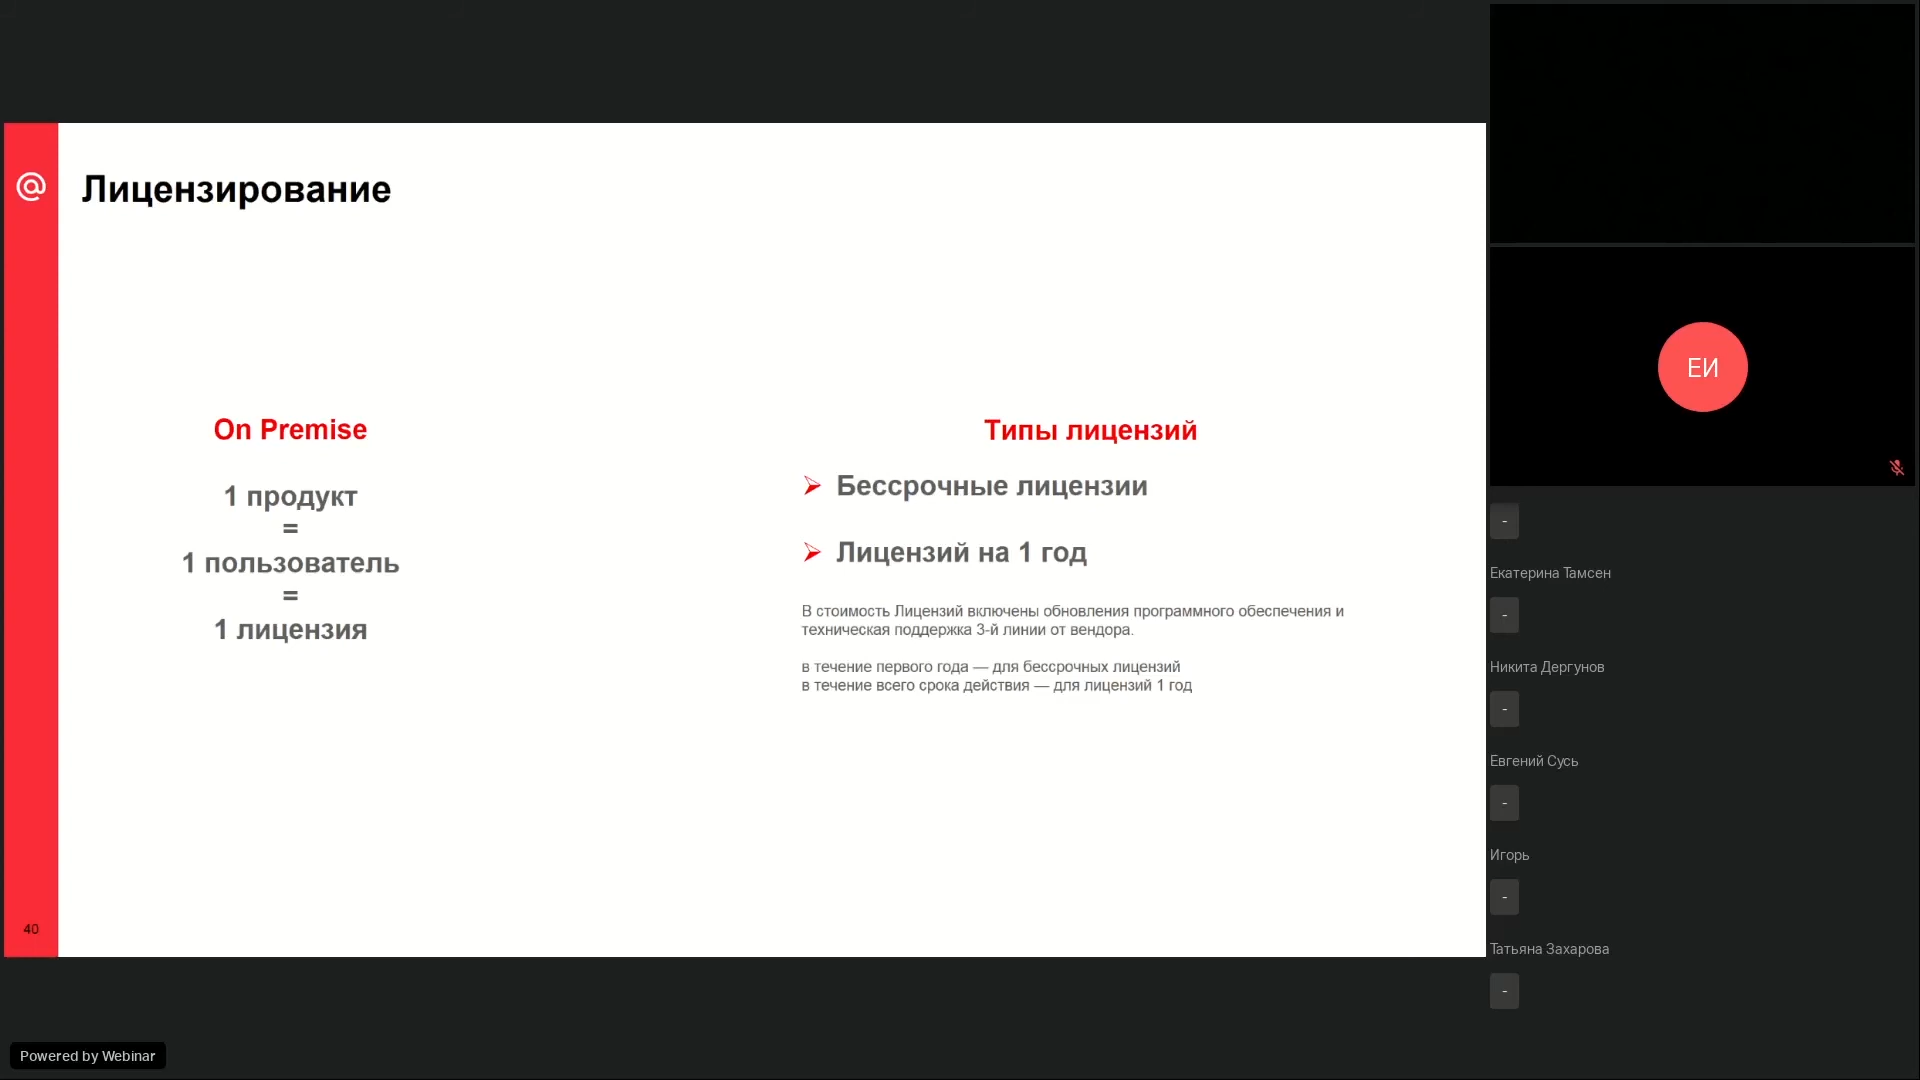 @
Лицензирование
On Premise
1 продукт
=
1 пользователь
=
1 лицензия
Типы лицензий
Бессрочные лицензии
Лицензий на 1 год
В стоимость Лицензий включены обновления программного обеспечения и
техническая поддержка 3-й линии от вендора.
в течение первого года — для бессрочных лицензий
в течение всего срока действия — для лицензий 1 год
40
ЕИ
-
Екатерина Тамсен
-
Никита Дергунов
-
Евгений Сусь
-
Игорь
-
Татьяна Захарова
-
Powered by Webinar